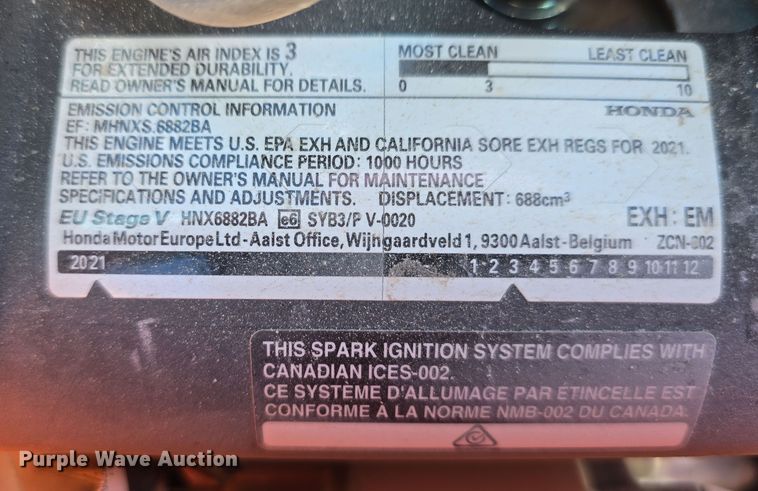 THIS ENGINE'S AIR INDEX IS 3
FOR EXTENDED DURABILITY.
READ OWNER'S MANUAL FOR DETAILS.
MOST CLEAN LEAST CLEAN
0 3 10
EMISSION CONTROL INFORMATION HONDA
EF: MHNXS.6882BA
THIS ENGINE MEETS U.S. EPA EXH AND CALIFORNIA SORE EXH REGS FOR 2021.
U.S. EMISSIONS COMPLIANCE PERIOD: 1000 HOURS
REFER TO THE OWNER'S MANUAL FOR MAINTENANCE
SPECIFICATIONS AND ADJUSTMENTS. DISPLACEMENT: 688cm³
EU Stage V HNX6882BA e6 SYB3/P V-0020 EXH: EM
Honda Motor Europe Ltd - Aalst Office, Wijngaardveld 1, 9300 Aalst - Belgium ZCN-802
2021 1 2 3 4 5 6 7 8 9 10 11 12
THIS SPARK IGNITION SYSTEM COMPLIES WITH
CANADIAN ICES-002.
CE SYSTÈME D'ALLUMAGE PAR ÉTINCELLE EST
CONFORME À LA NORME NMB-002 DU CANADA.
Purple Wave Auction